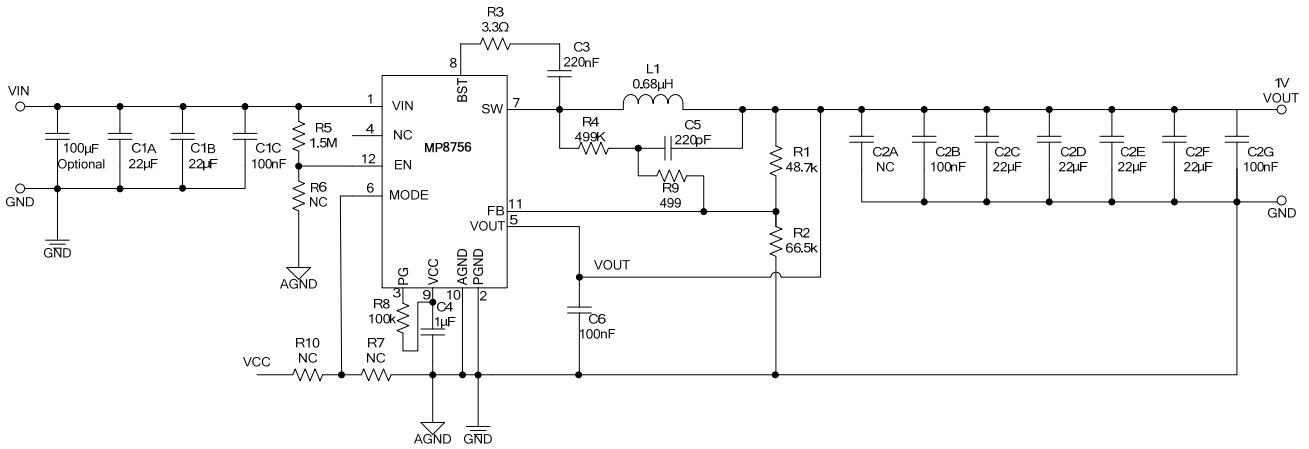 R3
3.3Ω
C3
220nF
8
BST
L1
0.68µH
VIN
1
VIN
SW
7
1V
VOUT
100µF
Optional
C1A
22µF
C1B
22µF
C1C
100nF
R5
1.5M
4
NC
MP8756
12
EN
R4
499K
C5
220pF
R9
499
R1
48.7k
C2A
NC
C2B
100nF
C2C
22µF
C2D
22µF
C2E
22µF
C2F
22µF
C2G
100nF
GND
R6
NC
6
MODE
FB
11
VOUT
5
GND
R2
66.5k
GND
AGND
PG
VCC
AGND
PGND
3
9
10
2
VOUT
R8
100k
C4
1µF
C6
100nF
VCC
R10
NC
R7
NC
AGND
GND